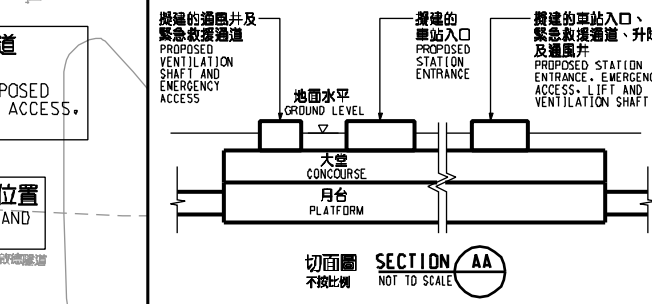 道
POSED
ACCESS.
位置
AND
擬建的通風井及
緊急救援通道
PROPOSED
VENTILATION
SHAFT AND
EMERGENCY
ACCESS
擬建的
車站入口
PROPOSED
STATION
ENTRANCE
擬建的車站入口、
緊急救援通道、升降
及通風井
PROPOSED STATION
ENTRANCE, EMERGENC
ACCESS, LIFT AND
VENTILATION SHAFT
地面水平
GROUND LEVEL
大堂
CONCOURSE
月台
PLATFORM
切面圖 SECTION AA
不按比例 NOT TO SCALE